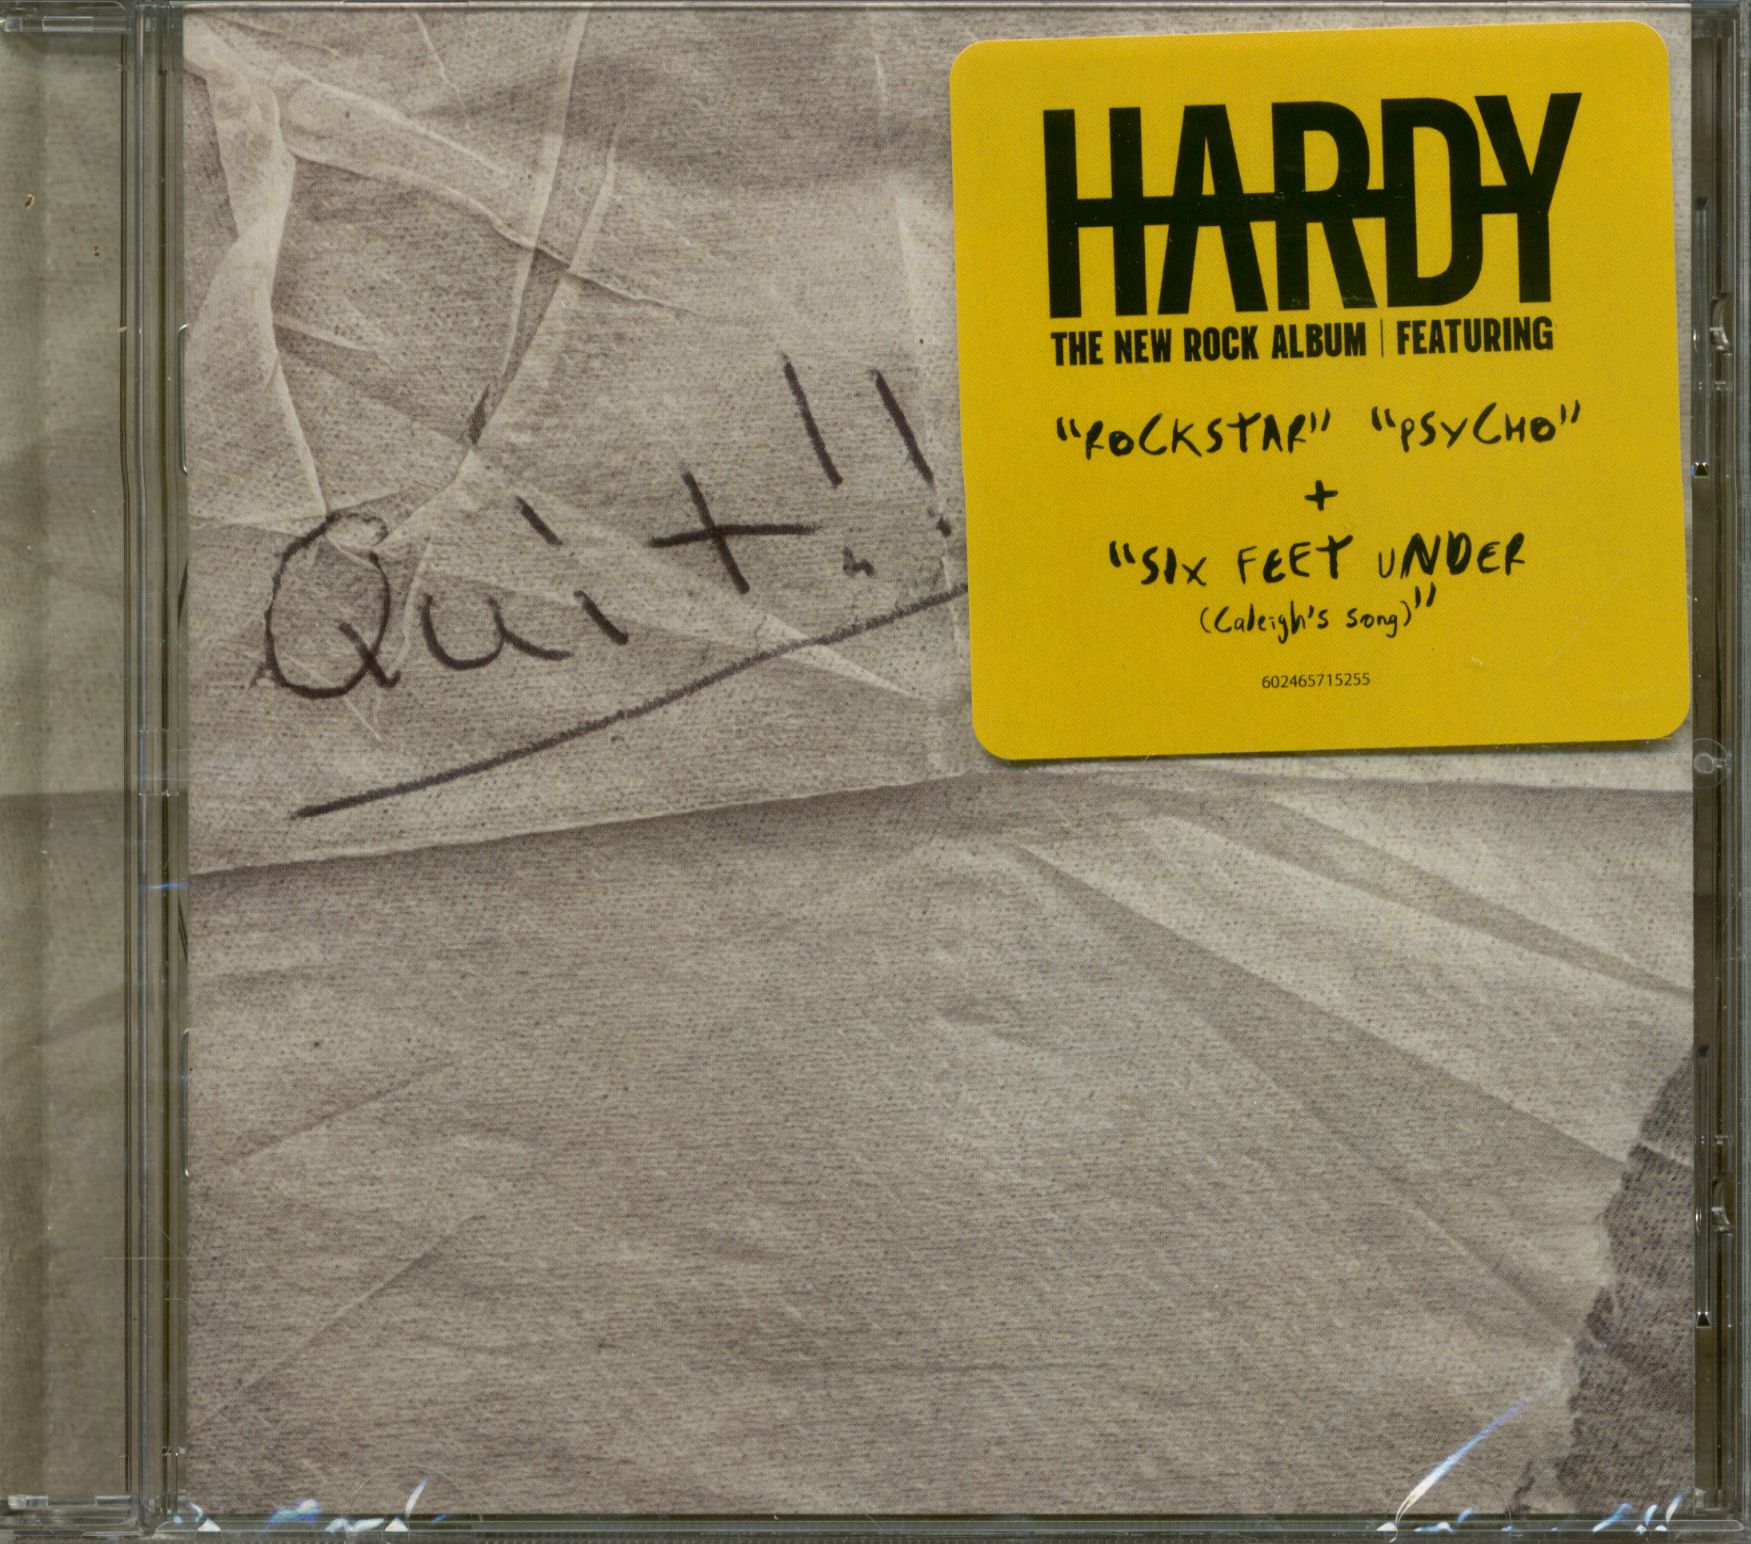 Quit!!
HARDY
THE NEW ROCK ALBUM | FEATURING
"ROCKSTAR" "PSYCHO"
+
"SIX FEET UNDER
(Caleigh's song)"
602465715255